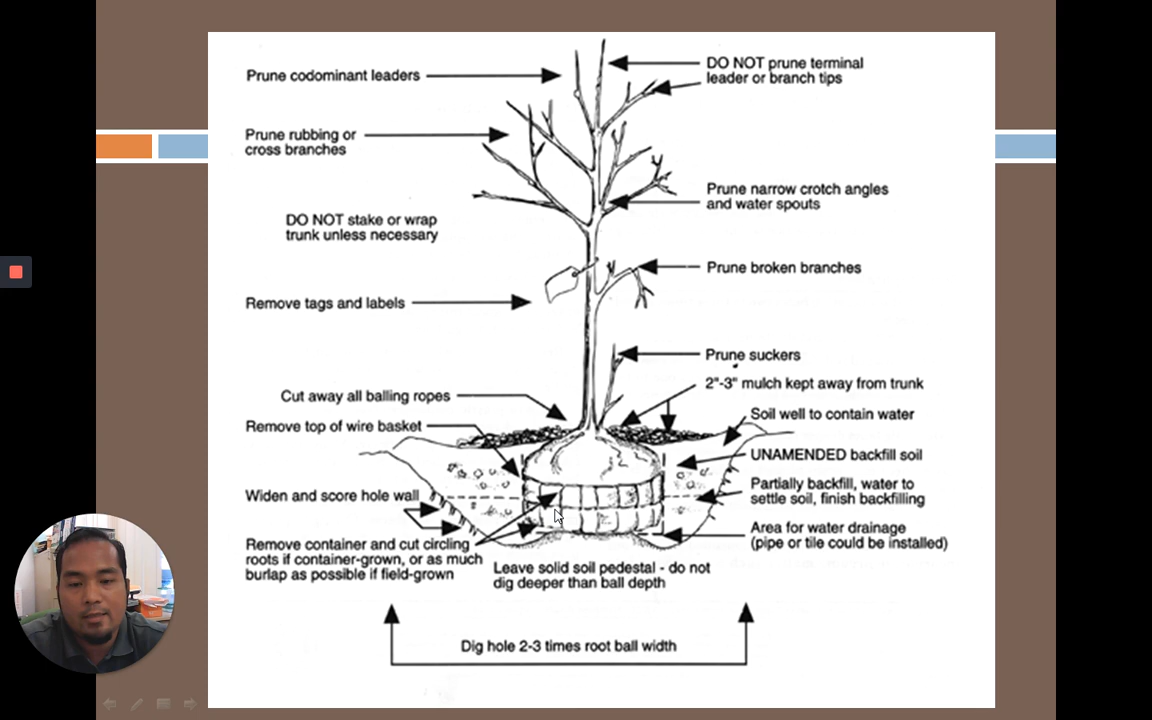 Prune codominant leaders
DO NOT prune terminal
leader or branch tips
Prune rubbing or
cross branches
Prune narrow crotch angles
and water spouts
DO NOT stake or wrap
trunk unless necessary
Prune broken branches
Remove tags and labels
Prune suckers
2"-3" mulch kept away from trunk
Cut away all balling ropes
Soil well to contain water
Remove top of wire basket
UNAMENDED backfill soil
Partially backfill, water to
settle soil, finish backfilling
Widen and score hole wall
Area for water drainage
(pipe or tile could be installed)
Remove container and cut circling
roots if container-grown, or as much
burlap as possible if field-grown
Leave solid soil pedestal - do not
dig deeper than ball depth
Dig hole 2-3 times root ball width